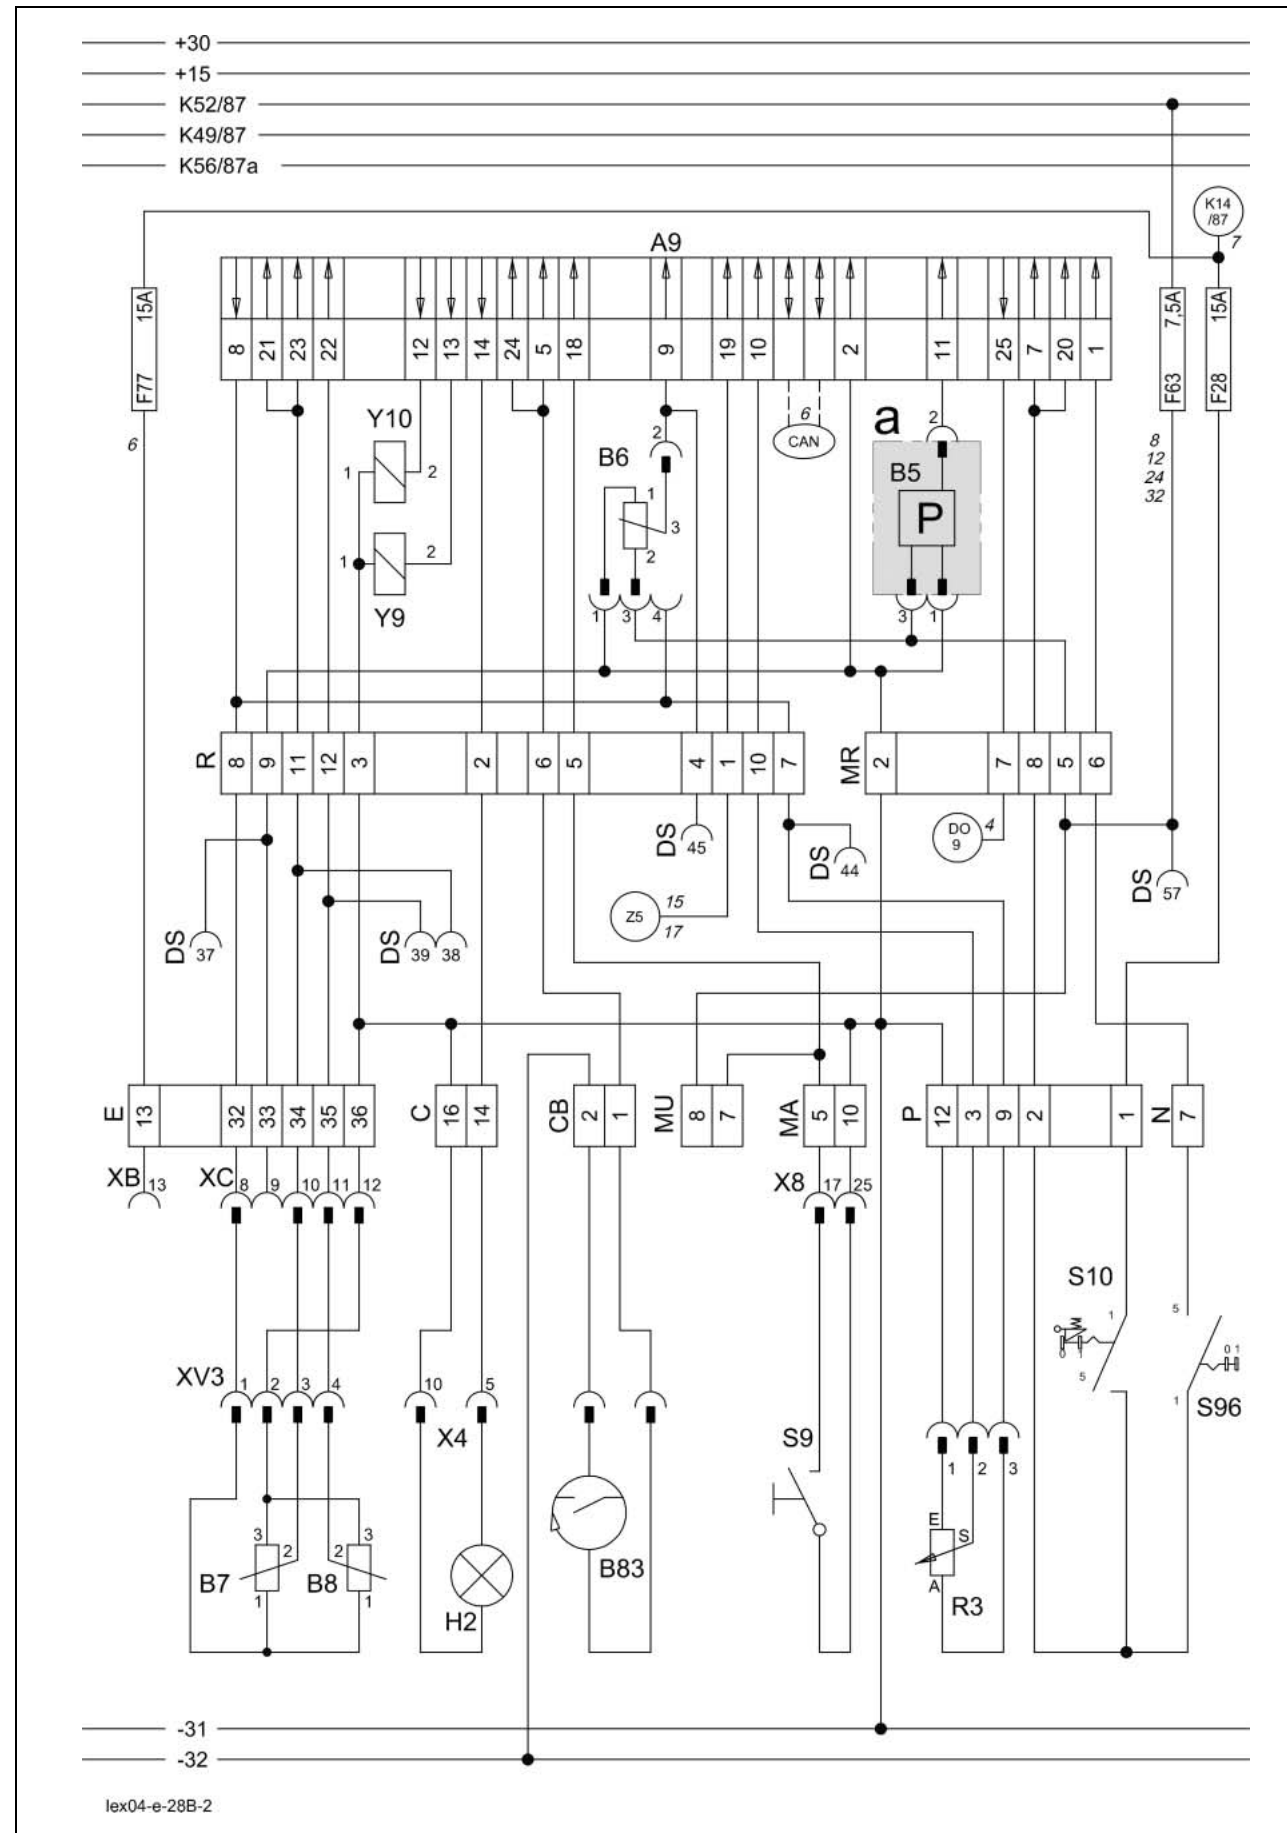 +30
+15
K52/87
K49/87
K56/87a
K14
/87
7
A9
15A
F77
6
8 21 23 22 12 13 14 24 5 18 9 19 10 2 11 25 7 20 1
7,5A
F63
15A
F28
8
12
24
32
Y10
1 2
1 2
Y9
B6
2
1
3
2
1 3 4
6
CAN
a
2
B5
P
3 1
R
8 9 11 12 3 2 6 5 4 1 10 7
MR
2 7 8 5 6
DS 37
DS 39 38
DS 45
DS 44
DO
9
4
DS 57
Z5
15
17
E
13 32 33 34 35 36
C
16 14
CB
2 1
MU
8 7
MA
5 10
P
12 3 9 2 1
N
7
XB 13
XC 8 9 10 11 12
X8 17 25
S10
1
0 1
5
5
0 1
1
S96
XV3 1 2 3 4
10 5
X4
S9
1 2 3
3
2
B7
1
3
2
B8
1
H2
B83
E
S
A
R3
-31
-32
lex04-e-28B-2